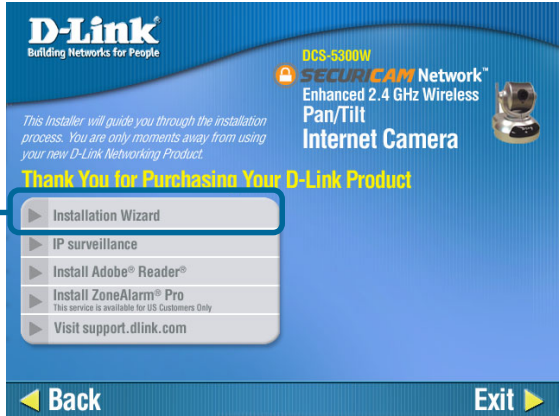 D-Link
Building Networks for People
DCS-5300W
SECURICAM Network™
Enhanced 2.4 GHz Wireless
Pan/Tilt
Internet Camera
This Installer will guide you through the installation
process. You are only moments away from using
your new D-Link Networking Product.
Thank You for Purchasing Your D-Link Product
Installation Wizard
IP surveillance
Install Adobe® Reader®
Install ZoneAlarm® Pro
This service is available for US Customers Only
Visit support.dlink.com
Back
Exit